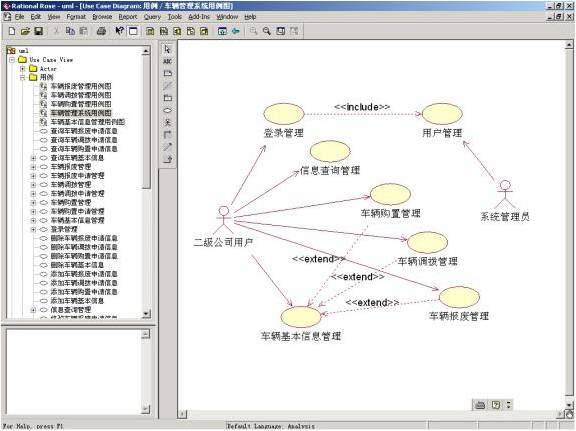 Rational Rose - uml - [Use Case Diagram: 用例 / 车辆管理系统用例图]
File Edit View Format Browse Report Query Tools Add-Ins Window Help
uml
Use Case View
Actor
用例
车辆报废管理用例图
车辆调拨管理用例图
车辆购置管理用例图
车辆管理系统用例图
车辆基本信息管理用例图
查询车辆报废申请信息
查询车辆调拨申请信息
查询车辆购置申请信息
查询车辆基本信息
车辆报废管理
车辆报废申请管理
车辆调拨管理
车辆调拨申请管理
车辆购置管理
车辆购置申请管理
车辆基本信息管理
登录管理
删除车辆报废申请信息
删除车辆调拨申请信息
删除车辆购置申请信息
删除车辆基本信息
添加车辆报废申请信息
添加车辆调拨申请信息
添加车辆购置申请信息
添加车辆基本信息
信息查询管理
ABC
<<include>>
登录管理
用户管理
信息查询管理
系统管理员
车辆购置管理
二级公司用户
<<extend>>
车辆调拨管理
<<extend>>
<<extend>>
车辆报废管理
车辆基本信息管理
For Help, press F1
Default Language: Analysis